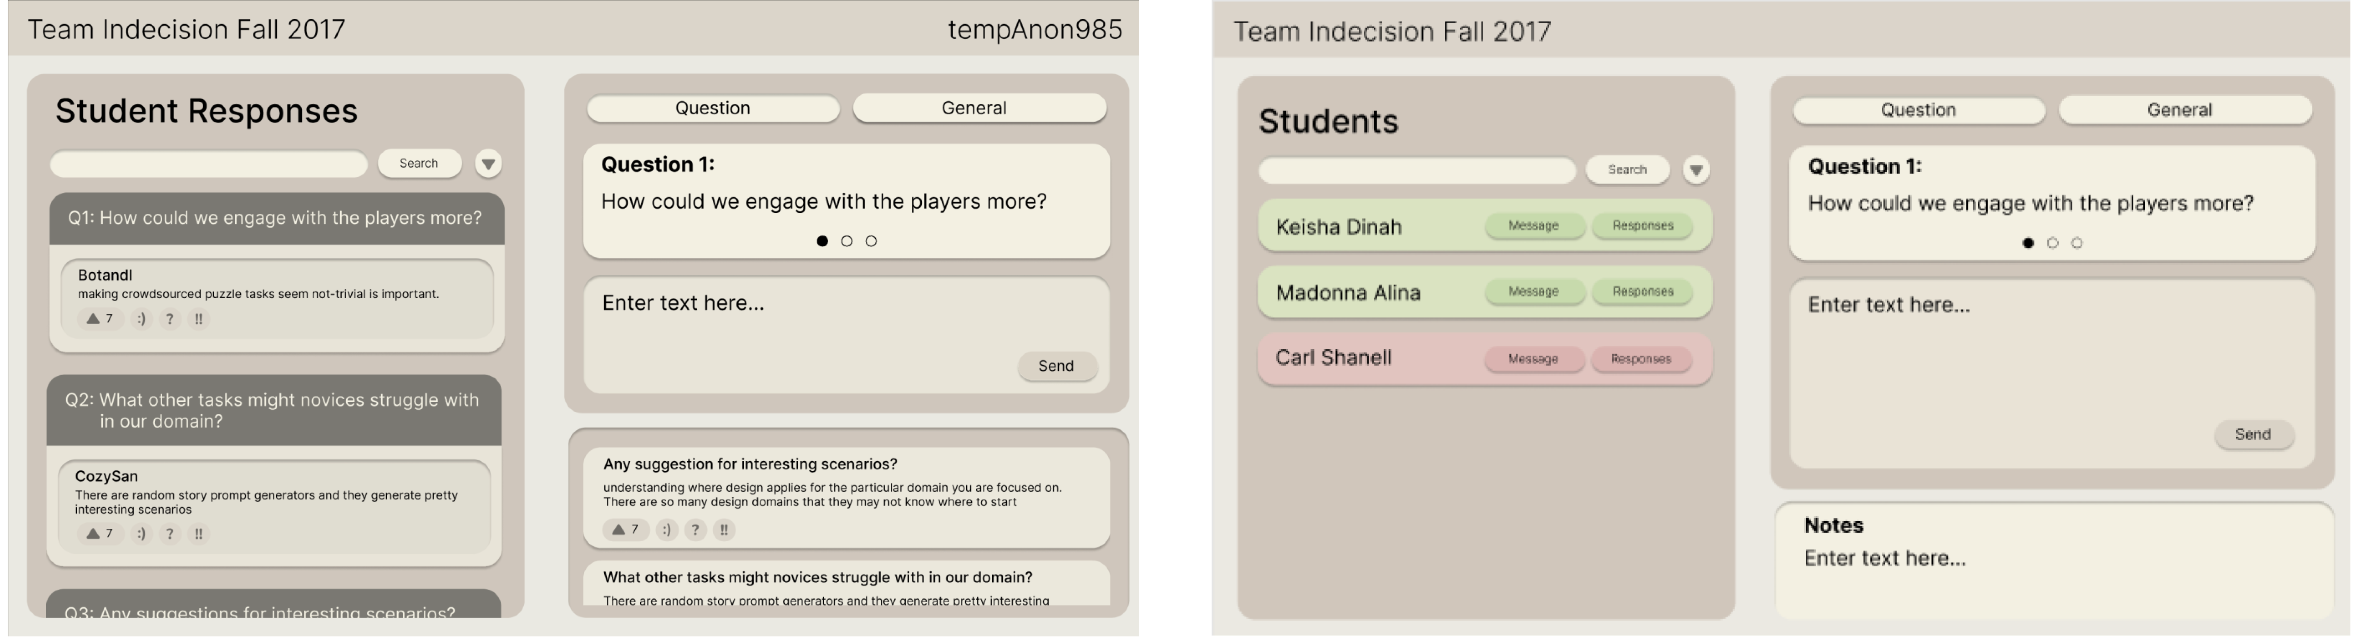 Team Indecision Fall 2017
tempAnon985
Student Responses
Search
Q1: How could we engage with the players more?
BotandI
making crowdsourced puzzle tasks seem not-trivial is important.
7 :) ? !!
Q2: What other tasks might novices struggle with
in our domain?
CozySan
There are random story prompt generators and they generate pretty
interesting scenarios
7 :) ? !!
Q3: Any suggestions for interesting scenarios?
Question
General
Question 1:
How could we engage with the players more?
Enter text here...
Send
Any suggestion for interesting scenarios?
understanding where design applies for the particular domain you are focused on.
There are so many design domains that they may not know where to start
7 :) ? !!
What other tasks might novices struggle with in our domain?
There are random story prompt generators and they generate pretty interesting
Team Indecision Fall 2017
Students
Search
Keisha Dinah Message Responses
Madonna Alina Message Responses
Carl Shanell Message Responses
Question
General
Question 1:
How could we engage with the players more?
Enter text here...
Send
Notes
Enter text here...